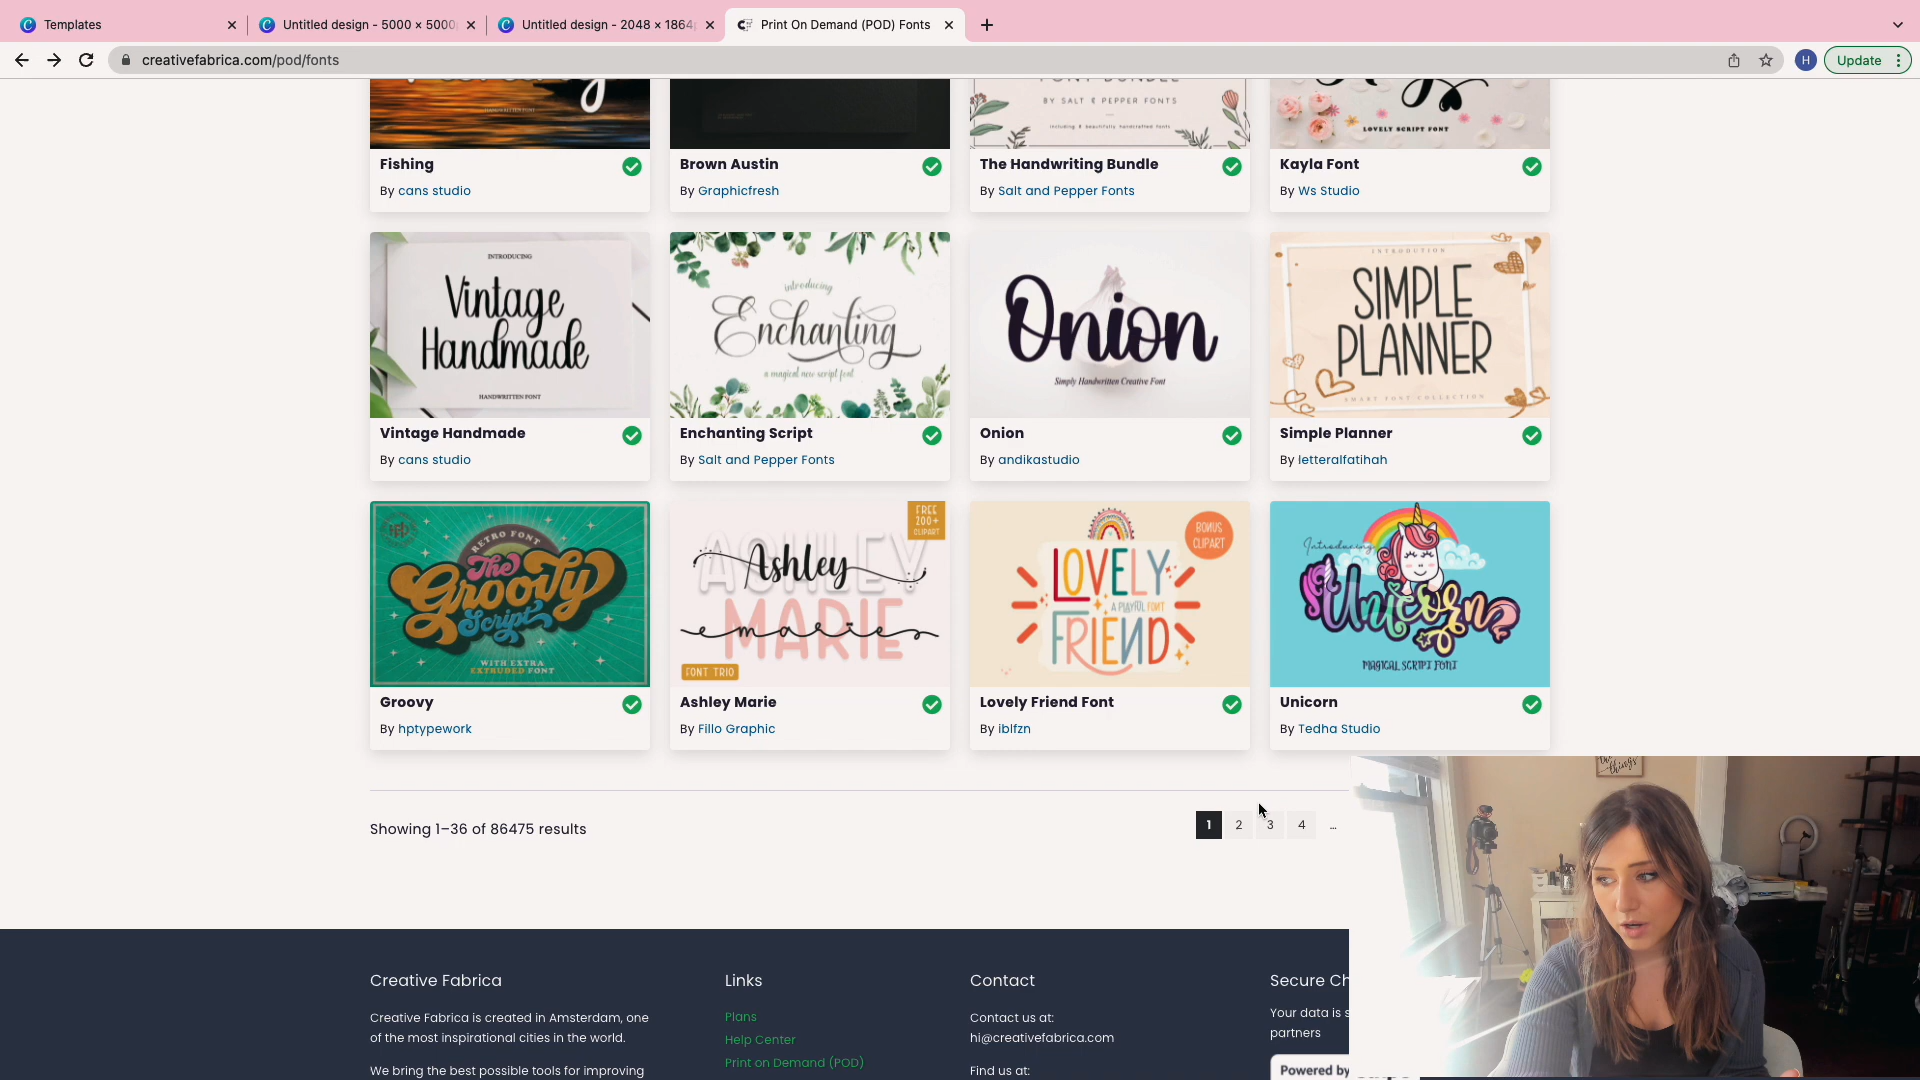 Templates
Untitled design - 5000 × 5000
Untitled design - 2048 × 1864
Print On Demand (POD) Fonts
creativefabrica.com/pod/fonts
H
Update
BY SALT & PEPPER FONTS
LOVELY SCRIPT FONT
Fishing
By cans studio
Brown Austin
By Graphicfresh
The Handwriting Bundle
By Salt and Pepper Fonts
Kayla Font
By Ws Studio
INTRODUCING
Vintage
Handmade
HANDWRITTEN FONT
introducing
Enchanting
a magical new script font
Onion
Simply Handwritten Creative Font
INTRODUTION
SIMPLE
PLANNER
SMART FONT COLLECTION
Vintage Handmade
By cans studio
Enchanting Script
By Salt and Pepper Fonts
Onion
By andikastudio
Simple Planner
By letteralfatihah
RETRO FONT
The
Groovy
Script
WITH EXTRA
EXTRUDED FONT
FREE
200+
CLIPART
ASHLEY
Ashley
MARIE
marie
FONT TRIO
BONUS
CLIPART
LOVELY
A PLAYFUL FONT
FRIEND
Introducing
Unicorn
MAGICAL SCRIPT FONT
Groovy
By hptypework
Ashley Marie
By Fillo Graphic
Lovely Friend Font
By iblfzn
Unicorn
By Tedha Studio
Showing 1–36 of 86475 results
1 2 3 4 ...
Creative Fabrica
Creative Fabrica is created in Amsterdam, one
of the most inspirational cities in the world.
We bring the best possible tools for improving
Links
Plans
Help Center
Print on Demand (POD)
Contact
Contact us at:
hi@creativefabrica.com
Find us at:
Secure Ch
Your data is s
partners
Powered by